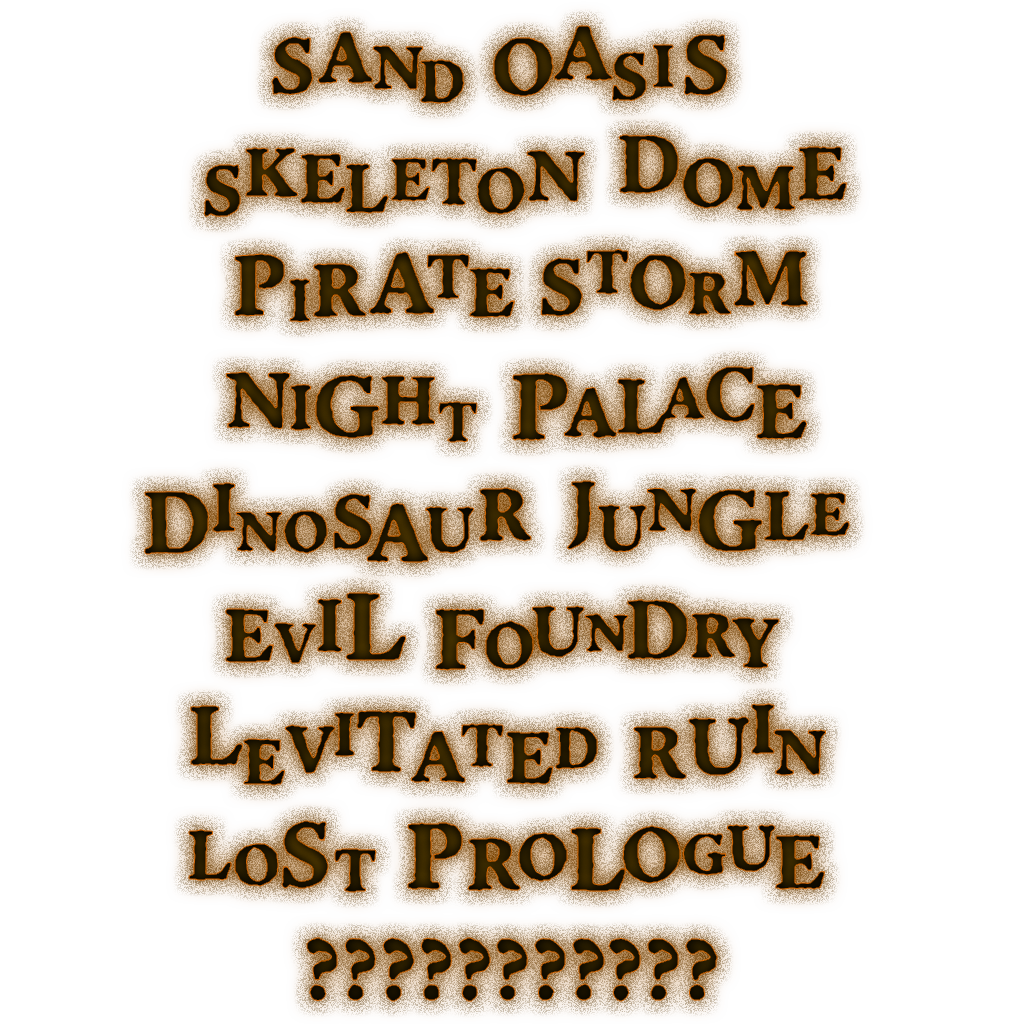 SAND OASIS
SKELETON DOME
PIRATE STORM
NIGHT PALACE
DINOSAUR JUNGLE
EVIL FOUNDRY
LEVITATED RUIN
LOST PROLOGUE
???????????